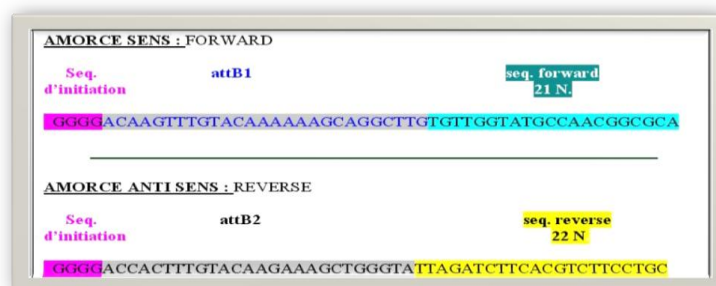 AMORCE SENS : FORWARD
Seq. attB1 seq. forward
d'initiation 21 N.
GGGGACAAGTTTGTACAAAAAAGCAGGCTTGTGTTGGTATGCCAACGGCGCA
AMORCE ANTI SENS : REVERSE
Seq. attB2 seq. reverse
d'initiation 22 N
GGGGACCACTTTGTACAAGAAAGCTGGGTATTAGATCTTCACGTCTTCCTGC